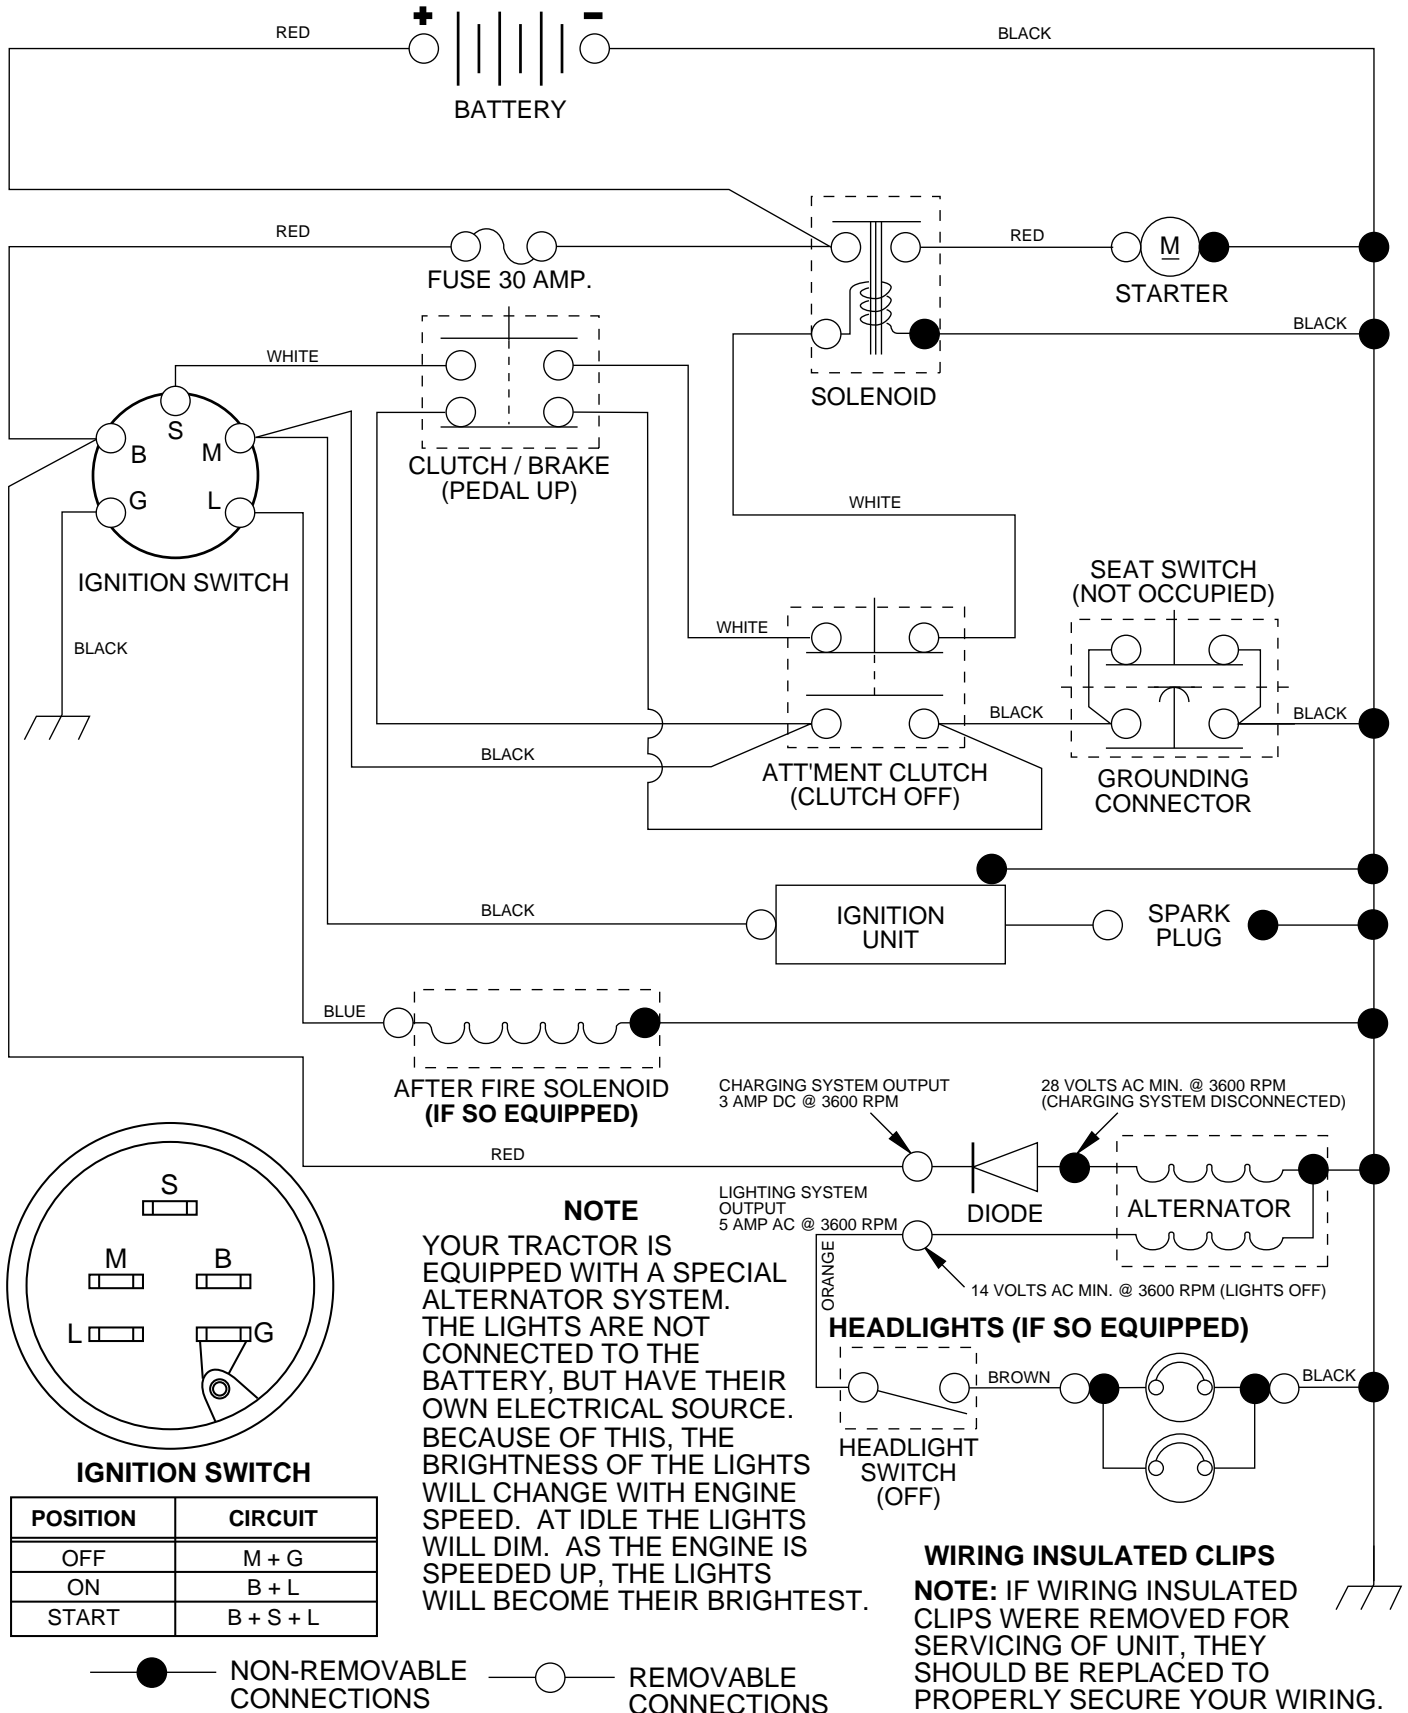 + −
RED
BLACK
BATTERY
RED
RED
M
FUSE 30 AMP.
STARTER
BLACK
WHITE
SOLENOID
S
B
M
G
L
CLUTCH / BRAKE
(PEDAL UP)
WHITE
IGNITION SWITCH
SEAT SWITCH
(NOT OCCUPIED)
WHITE
BLACK
BLACK
BLACK
BLACK
ATT'MENT CLUTCH
(CLUTCH OFF)
GROUNDING
CONNECTOR
BLACK
IGNITION
UNIT
SPARK
PLUG
BLUE
AFTER FIRE SOLENOID
(IF SO EQUIPPED)
CHARGING SYSTEM OUTPUT
3 AMP DC @ 3600 RPM
28 VOLTS AC MIN. @ 3600 RPM
(CHARGING SYSTEM DISCONNECTED)
RED
DIODE
ALTERNATOR
LIGHTING SYSTEM
OUTPUT
5 AMP AC @ 3600 RPM
ORANGE
14 VOLTS AC MIN. @ 3600 RPM (LIGHTS OFF)
HEADLIGHTS (IF SO EQUIPPED)
BROWN
BLACK
HEADLIGHT
SWITCH
(OFF)
S
M
B
L
G
IGNITION SWITCH
POSITION CIRCUIT
OFF M + G
ON B + L
START B + S + L
NOTE
YOUR TRACTOR IS
EQUIPPED WITH A SPECIAL
ALTERNATOR SYSTEM.
THE LIGHTS ARE NOT
CONNECTED TO THE
BATTERY, BUT HAVE THEIR
OWN ELECTRICAL SOURCE.
BECAUSE OF THIS, THE
BRIGHTNESS OF THE LIGHTS
WILL CHANGE WITH ENGINE
SPEED. AT IDLE THE LIGHTS
WILL DIM. AS THE ENGINE IS
SPEEDED UP, THE LIGHTS
WILL BECOME THEIR BRIGHTEST.
WIRING INSULATED CLIPS
NOTE: IF WIRING INSULATED
CLIPS WERE REMOVED FOR
SERVICING OF UNIT, THEY
SHOULD BE REPLACED TO
PROPERLY SECURE YOUR WIRING.
NON-REMOVABLE
CONNECTIONS
REMOVABLE
CONNECTIONS